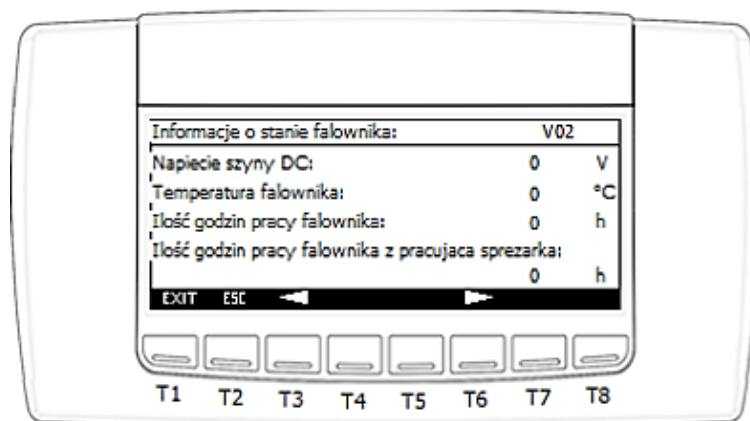 Informacje o stanie falownika: V02
Napiecie szyny DC: 0 V
Temperatura falownika: 0 °C
Ilość godzin pracy falownika: 0 h
Ilość godzin pracy falownika z pracujaca sprezarka:
0 h
EXIT ESC
T1 T2 T3 T4 T5 T6 T7 T8